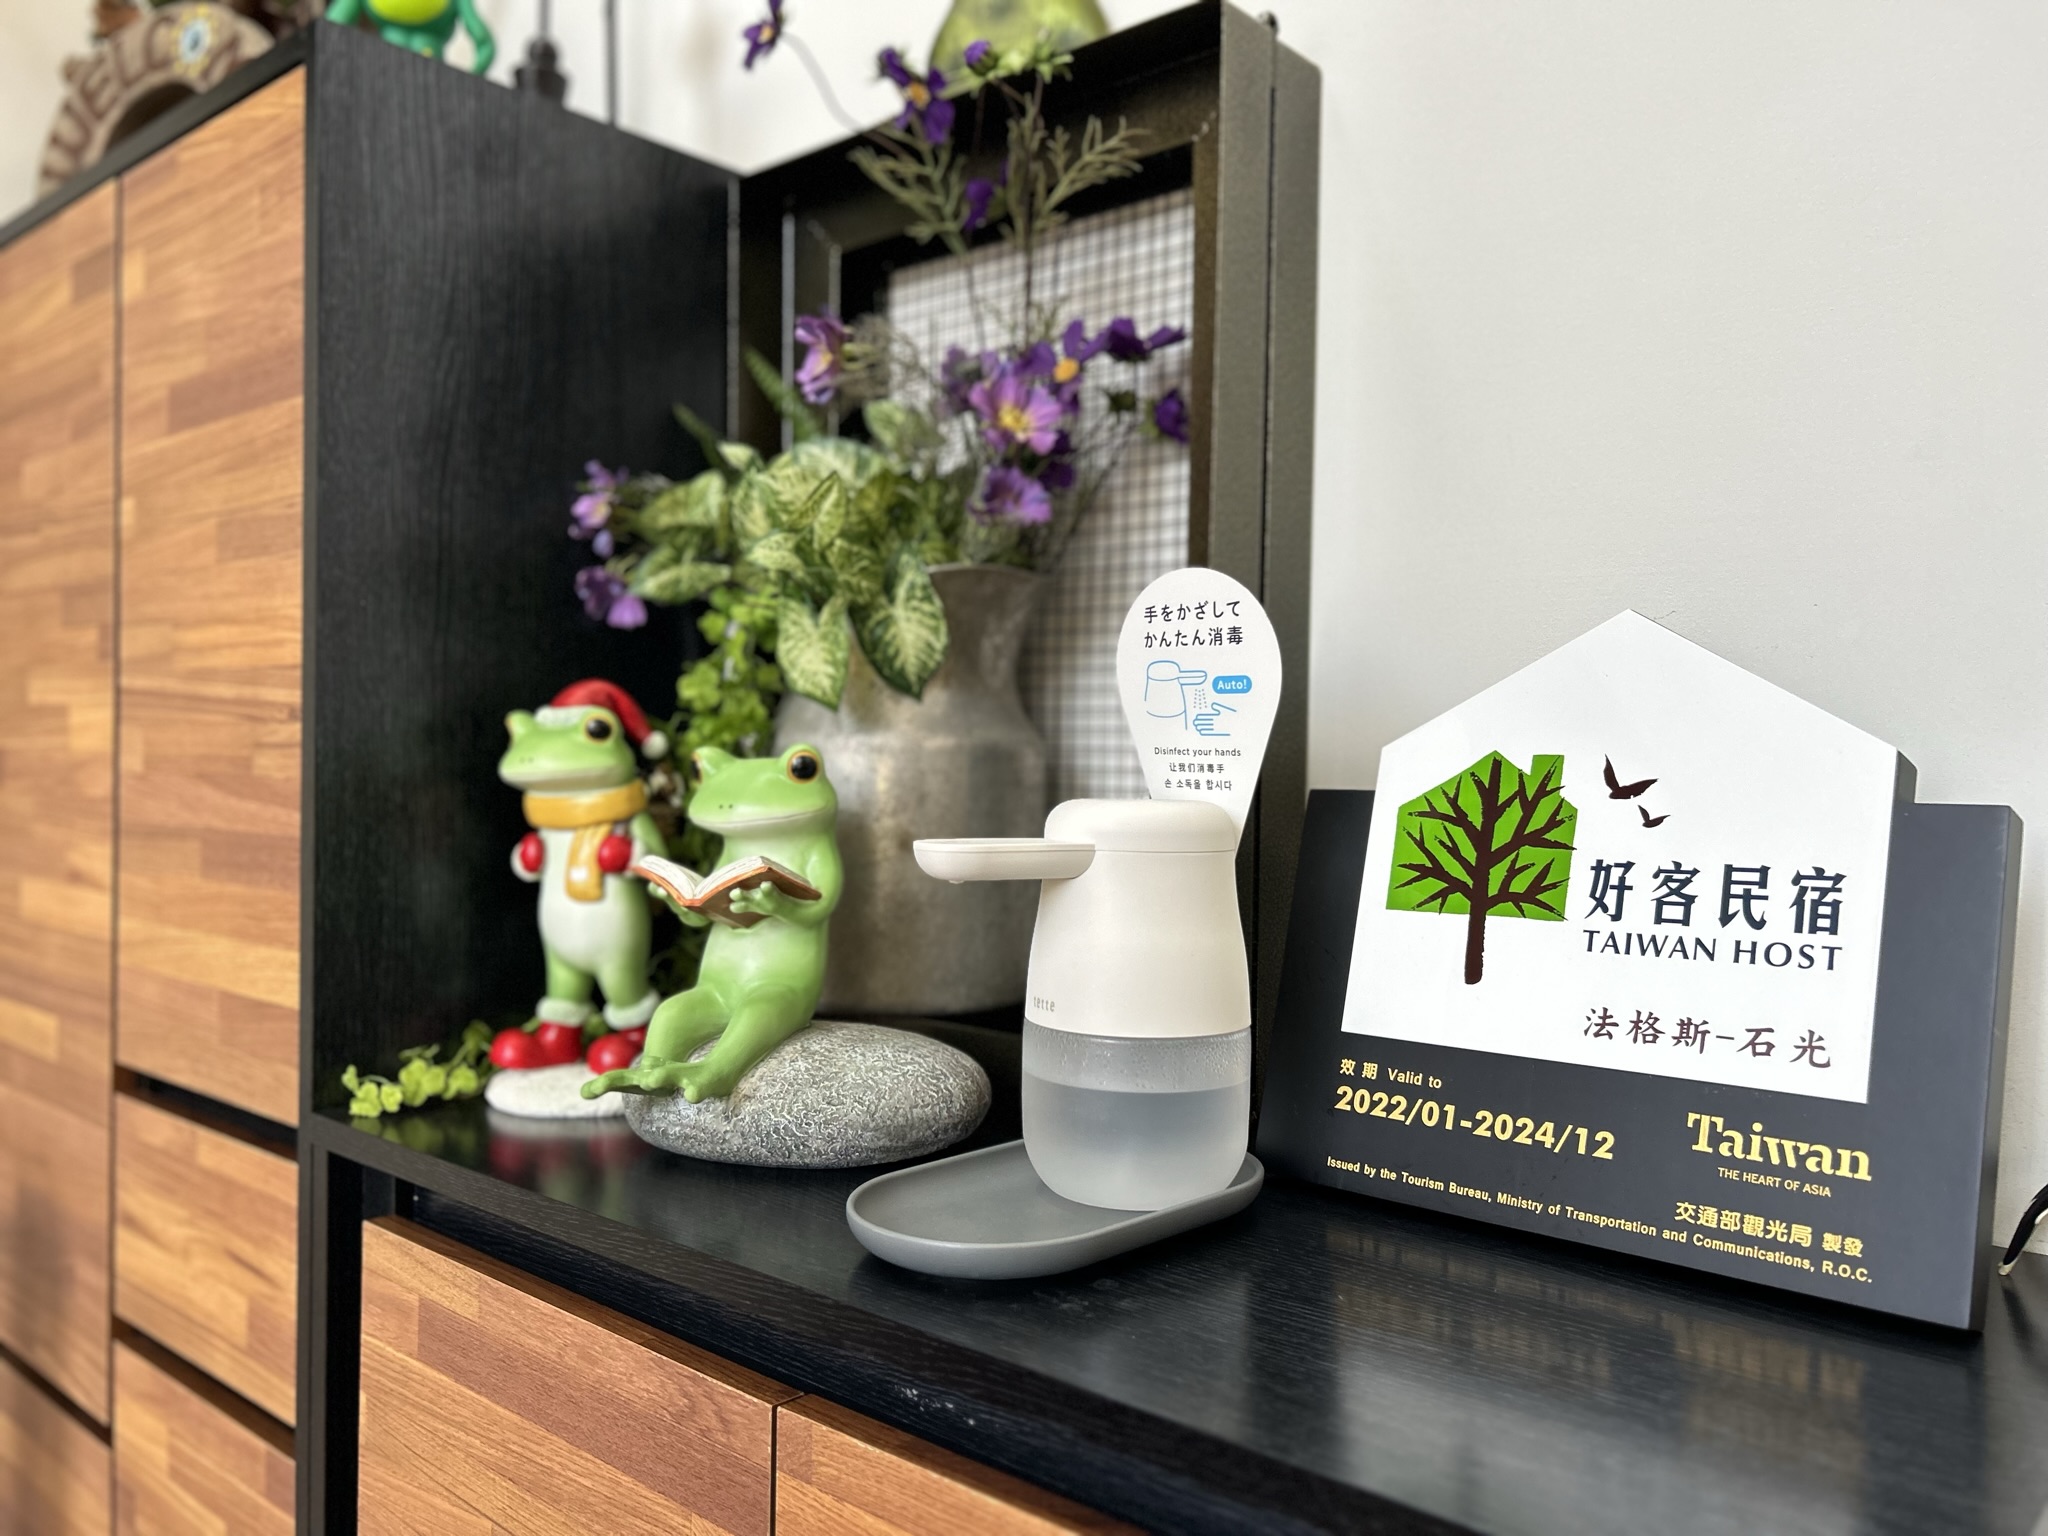 WELCO
手をかざして
かんたん消毒
Auto!
Disinfect your hands
让我们消毒手
손 소독을 합시다
tette
好客民宿
TAIWAN HOST
法格斯-石光
效期 Valid to
2022/01-2024/12
Taiwan
THE HEART OF ASIA
交通部觀光局 製發
Issued by the Tourism Bureau, Ministry of Transportation and Communications, R.O.C.